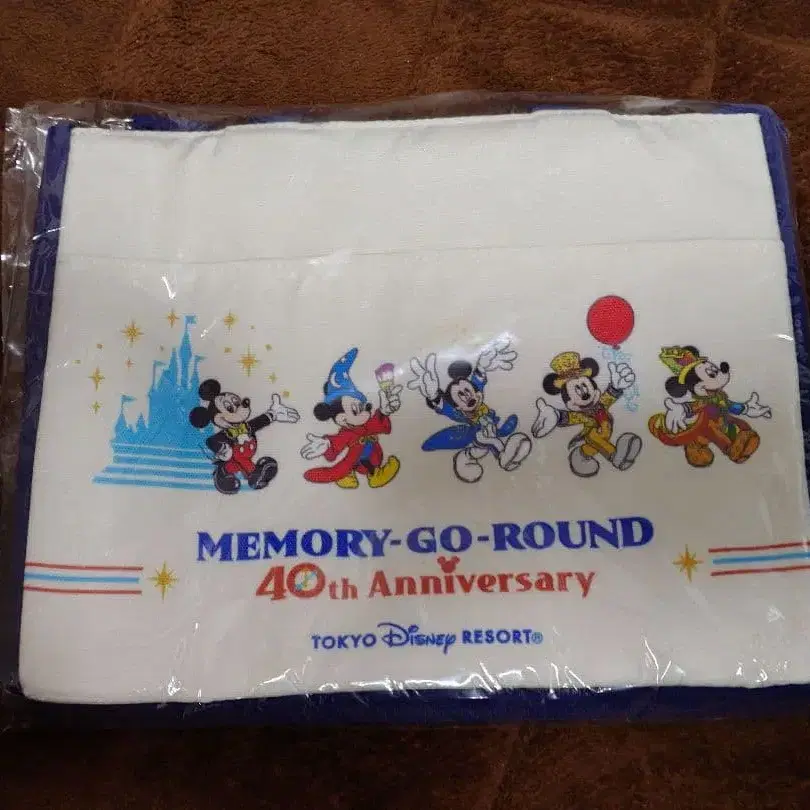 MEMORY-GO-ROUND
40th Anniversary
TOKYO Disney RESORT®